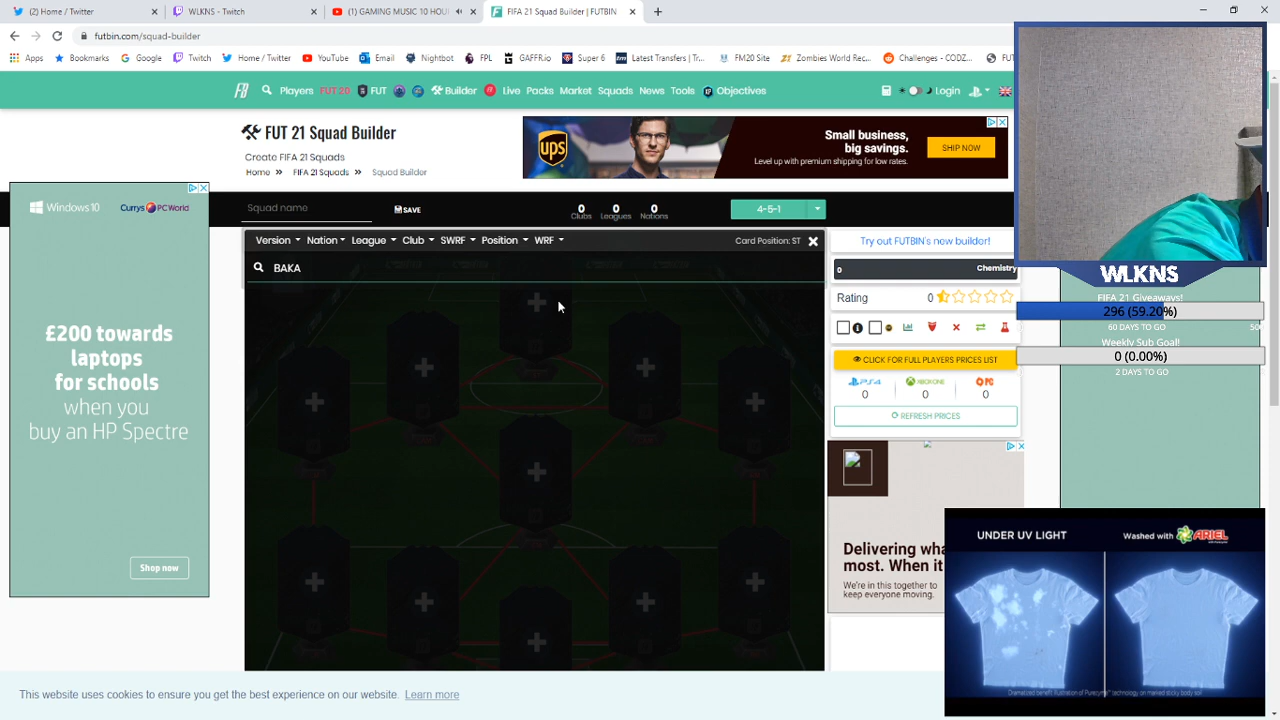 (1) Home / Twitter
WLKNS - Twitch
(1) GAMING MUSIC 10 HOU
FIFA 21 Squad Builder | FUTBIN
futbin.com/squad-builder
Apps
Bookmarks
Google
Twitch
Home / Twitter
YouTube
Email
Nightbot
FPL
GAFFR.io
Super 6
Latest Transfers | Tr...
FM20 Site
Zombies World Rec...
Challenges - CODZ...
Players
FUT 20
FUT
Builder
Live
Packs
Market
Squads
News
Tools
Objectives
Login
FUT 21 Squad Builder
Create FIFA 21 Squads
Home » FIFA 21 Squads » Squad Builder
ups
Small business,
big savings.
Level up with premium shipping for low rates.
SHIP NOW
Windows 10
Currys PC World
£200 towards
laptops
for schools
when you
buy an HP Spectre
Shop now
Squad name
SAVE
0
Clubs
0
Leagues
0
Nations
4-5-1
Version
Nation
League
Club
SWRF
Position
WRF
Card Position: ST
BAKA
Try out FUTBIN's new builder!
0
Chemistry
Rating
0
CLICK FOR FULL PLAYERS PRICES LIST
PS4
XBOX ONE
PC
0
0
0
REFRESH PRICES
Delivering wha
most. When it
We're in this together to
keep everyone moving.
WLKNS
FIFA 21 Giveaways!
296 (59.20%)
60 DAYS TO GO
Weekly Sub Goal!
0 (0.00%)
2 DAYS TO GO
UNDER UV LIGHT
Washed with ARIEL
This website uses cookies to ensure you get the best experience on our website. Learn more